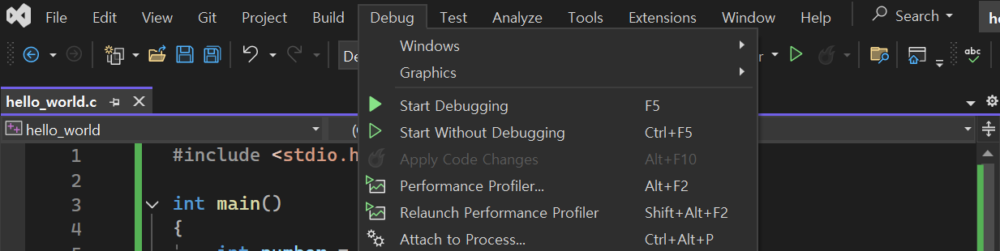 File Edit View Git Project Build Debug Test Analyze Tools Extensions Window Help Search
Windows
Graphics
abc
hello_world.c
Start Debugging F5
hello_world
Start Without Debugging Ctrl+F5
1 #include <stdio.h
Apply Code Changes Alt+F10
2
Performance Profiler... Alt+F2
3 int main()
Relaunch Performance Profiler Shift+Alt+F2
4 {
Attach to Process... Ctrl+Alt+P